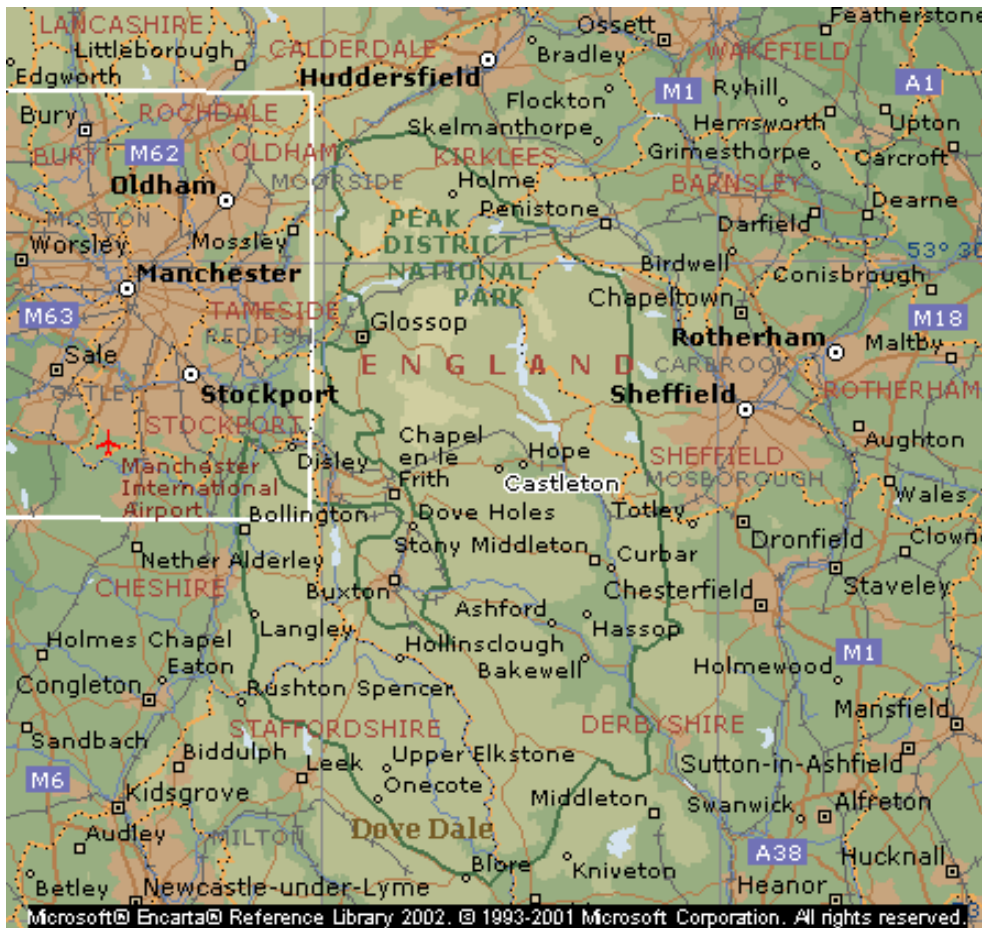 LANCASHIRE
Littleborough
Edgworth
CALDERDALE
Huddersfield
Ossett
Bradley
WAKEFIELD
Featherstone
Flockton
M1
Ryhill
A1
Bury
ROCHDALE
Skelmanthorpe
Hemsworth
Upton
BURY
M62
OLDHAM
KIRKLEES
Grimesthorpe
Carcroft
Oldham
MOORSIDE
Holme
BARNSLEY
MOSTON
PEAK
DISTRICT
NATIONAL
PARK
Penistone
Darfield
Dearne
Worsley
Mossley
Birdwell
53° 30
Manchester
Conisbrough
M63
TAMESIDE
REDDISH
Glossop
Chapeltown
M18
Sale
ENGLAND
Rotherham
Maltby
GATLEY
CARBROOK
Stockport
Sheffield
ROTHERHAM
STOCKPORT
Chapel
en le
Frith
Aughton
Disley
Hope
SHEFFIELD
Manchester
International
Airport
Castleton
MOSBOROUGH
Wales
Bollington
Dove Holes
Totley
Dronfield
Clown
Nether Alderley
Stony Middleton
Curbar
CHESHIRE
Buxton
Chesterfield
Staveley
Ashford
Hassop
Langley
Hollinsclough
Holmes Chapel
Bakewell
Holmewood
M1
Eaton
Congleton
Rushton Spencer
Mansfield
STAFFORDSHIRE
DERBYSHIRE
Sandbach
Biddulph
Upper Elkstone
Sutton-in-Ashfield
M6
Leek
Onecote
Kidsgrove
Middleton
Swanwick
Alfreton
Audley
MILTON
Dove Dale
A38
Hucknall
Blore
Kniveton
Betley
Newcastle-under-Lyme
Heanor
Microsoft® Encarta® Reference Library 2002. © 1993-2001 Microsoft Corporation. All rights reserved.